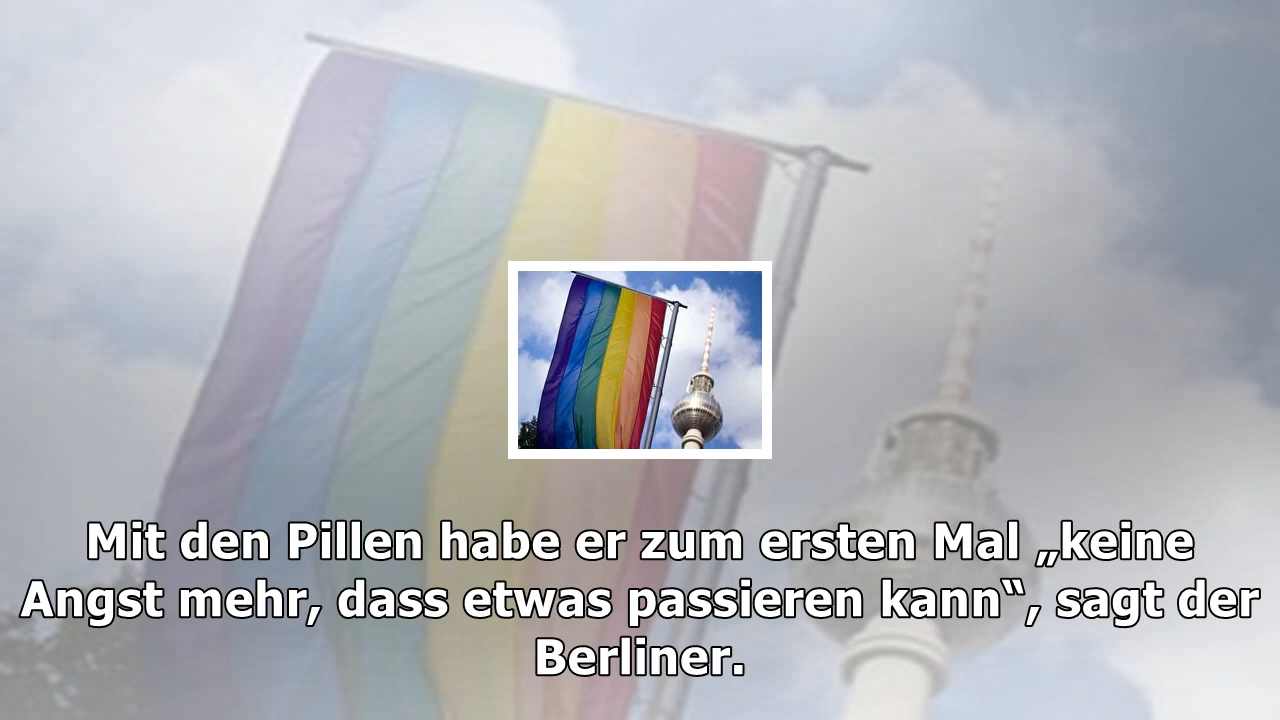 Mit den Pillen habe er zum ersten Mal „keine
Angst mehr, dass etwas passieren kann“, sagt der
Berliner.